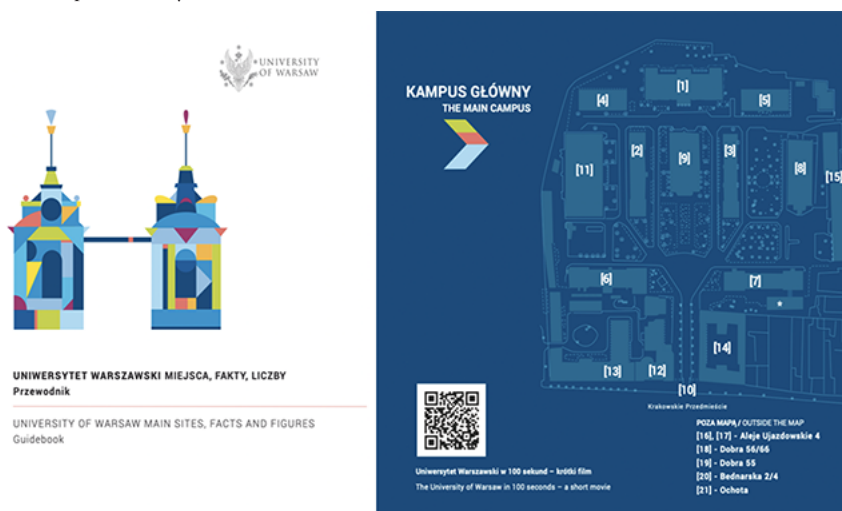 UNIVERSITY
OF WARSAW
UNIWERSYTET WARSZAWSKI MIEJSCA, FAKTY, LICZBY
Przewodnik
UNIVERSITY OF WARSAW MAIN SITES, FACTS AND FIGURES
Guidebook
KAMPUS GŁÓWNY
THE MAIN CAMPUS
[1]
[4]
[5]
[2]
[3]
[9]
[11]
[8]
[15]
[6]
[7]
*
[14]
[13]
[12]
[10]
Krakowskie Przedmieście
Uniwersytet Warszawski w 100 sekund – krótki film
The University of Warsaw in 100 seconds – a short movie
POZA MAPĄ / OUTSIDE THE MAP
[16], [17] - Aleje Ujazdowskie 4
[18] - Dobra 56/66
[19] - Dobra 55
[20] - Bednarska 2/4
[21] - Ochota